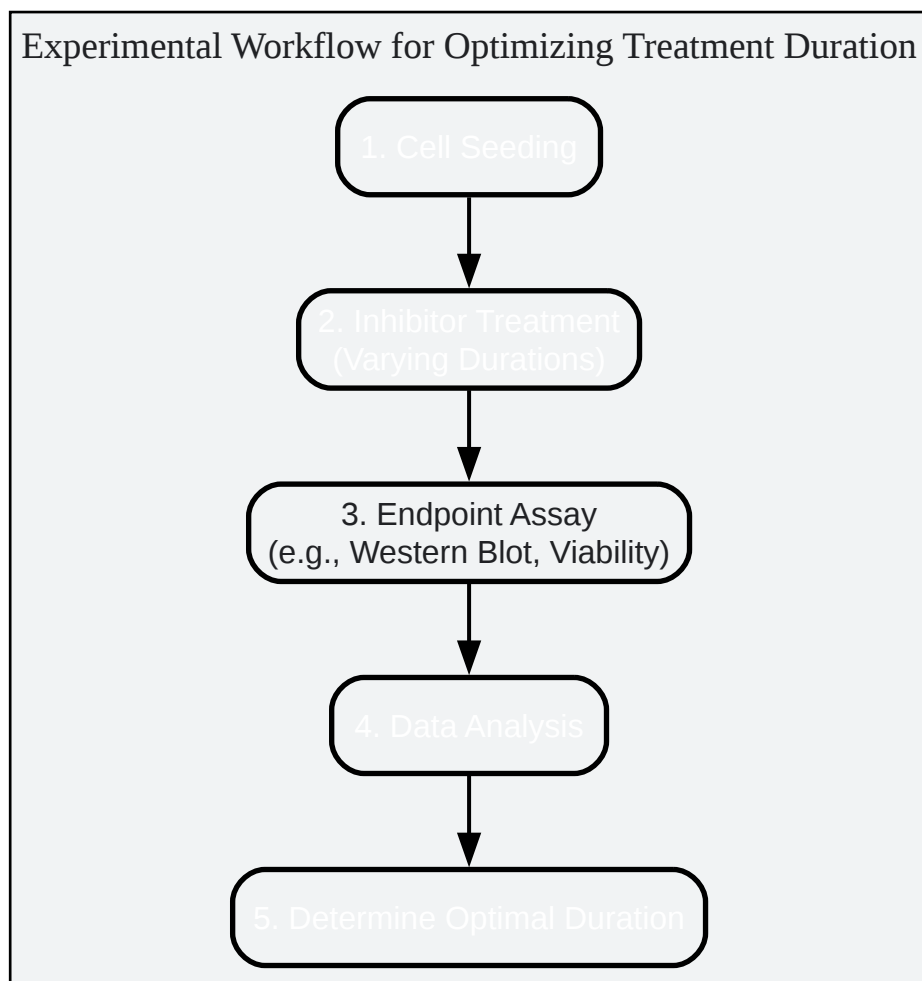 Experimental Workflow for Optimizing Treatment Duration
1. Cell Seeding
2. Inhibitor Treatment
(Varying Durations)
3. Endpoint Assay
(e.g., Western Blot, Viability)
4. Data Analysis
5. Determine Optimal Duration